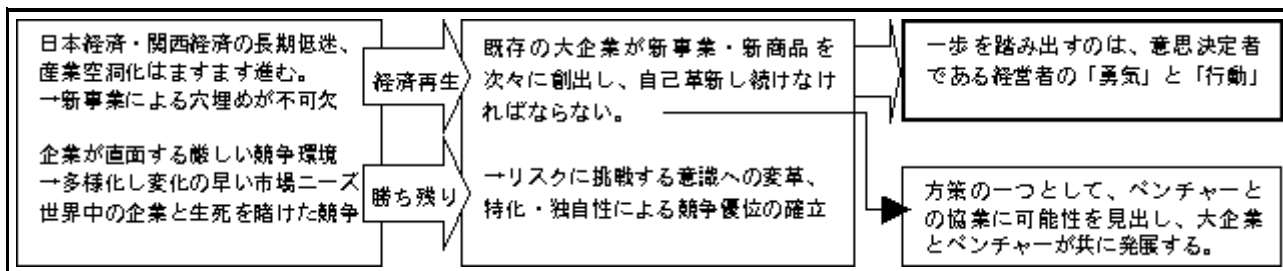 日本経済・関西経済の長期低迷、
産業空洞化はますます進む。
→新事業による穴埋めが不可欠
企業が直面する厳しい競争環境
→多様化し変化の早い市場ニーズ
世界中の企業と生死を賭けた競争
経済再生
勝ち残り
既存の大企業が新事業・新商品を
次々に創出し、自己革新し続けなけ
ればならない。
→リスクに挑戦する意識への変革、
特化・独自性による競争優位の確立
一歩を踏み出すのは、意思決定者
である経営者の「勇気」と「行動」
方策の一つとして、ベンチャーと
の協業に可能性を見出し、大企業
とベンチャーが共に発展する。